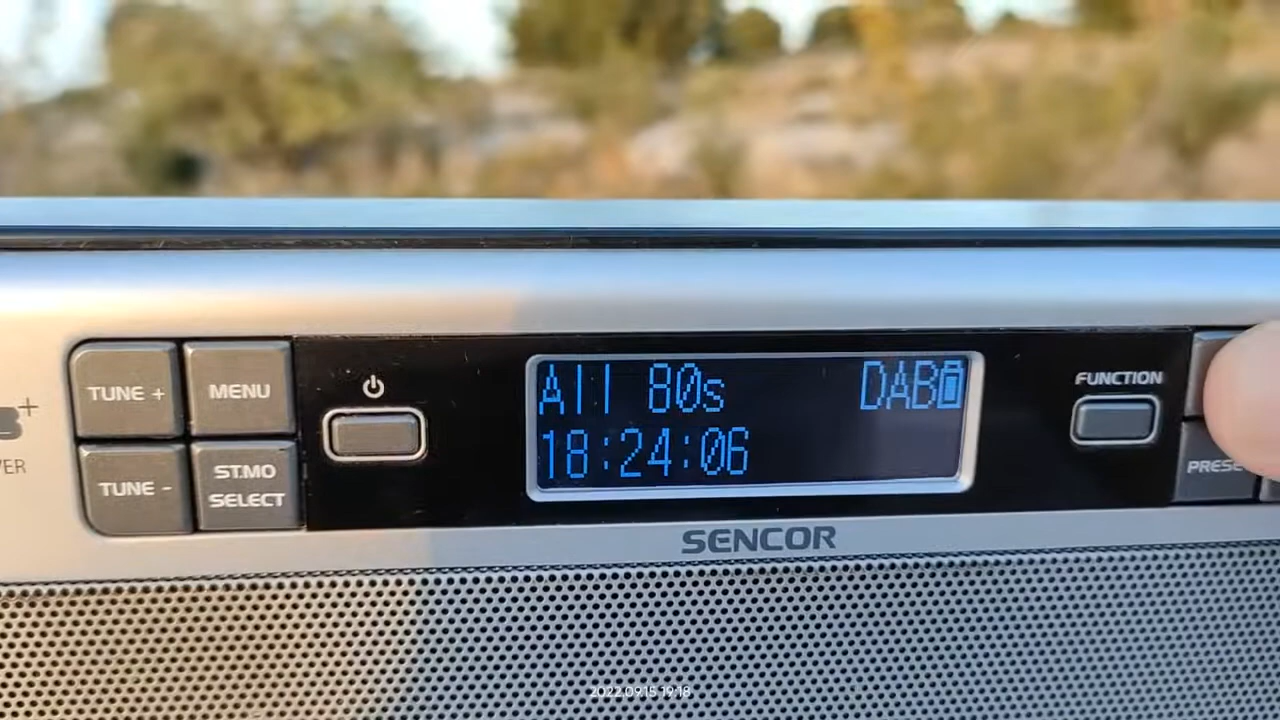 TUNE +
MENU
TUNE -
ST.MO
SELECT
All 80s DAB
18:24:06
FUNCTION
SENCOR
2022.09.15 19:18